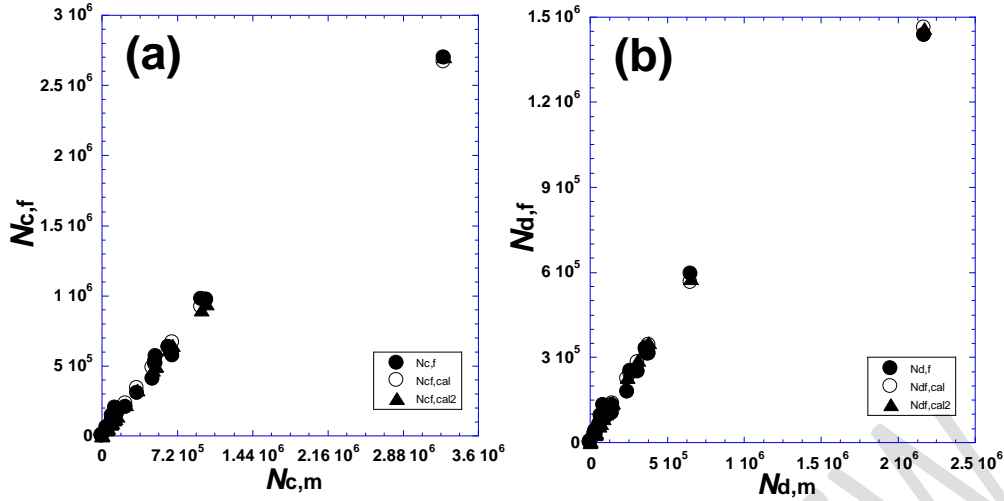 (a)
3 10⁶
2.5 10⁶
2 10⁶
1.5 10⁶
1 10⁶
5 10⁵
0
Nc,f
0 7.2 10⁵ 1.44 10⁶ 2.16 10⁶ 2.88 10⁶ 3.6 10⁶
Nc,m
Nc,f
Ncf,cal
Ncf,cal2
(b)
1.5 10⁶
1.2 10⁶
9 10⁵
6 10⁵
3 10⁵
0
Nd,f
0 5 10⁵ 1 10⁶ 1.5 10⁶ 2 10⁶ 2.5 10⁶
Nd,m
Nd,f
Ndf,cal
Ndf,cal2